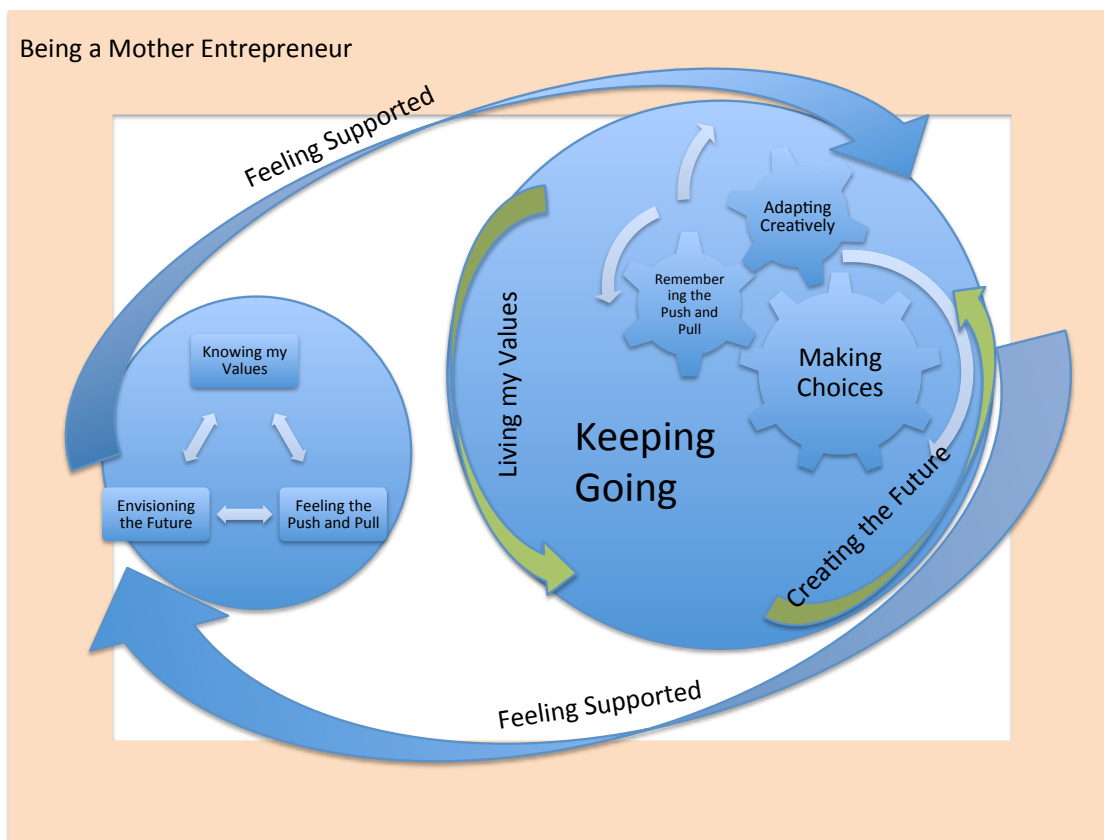 Being a Mother Entrepreneur
Feeling Supported
Adapting
Creatively
Remember
ing the
Push and
Pull
Making
Choices
Living my Values
Keeping
Going
Creating the Future
Knowing my
Values
Envisioning
the Future
Feeling the
Push and Pull
Feeling Supported